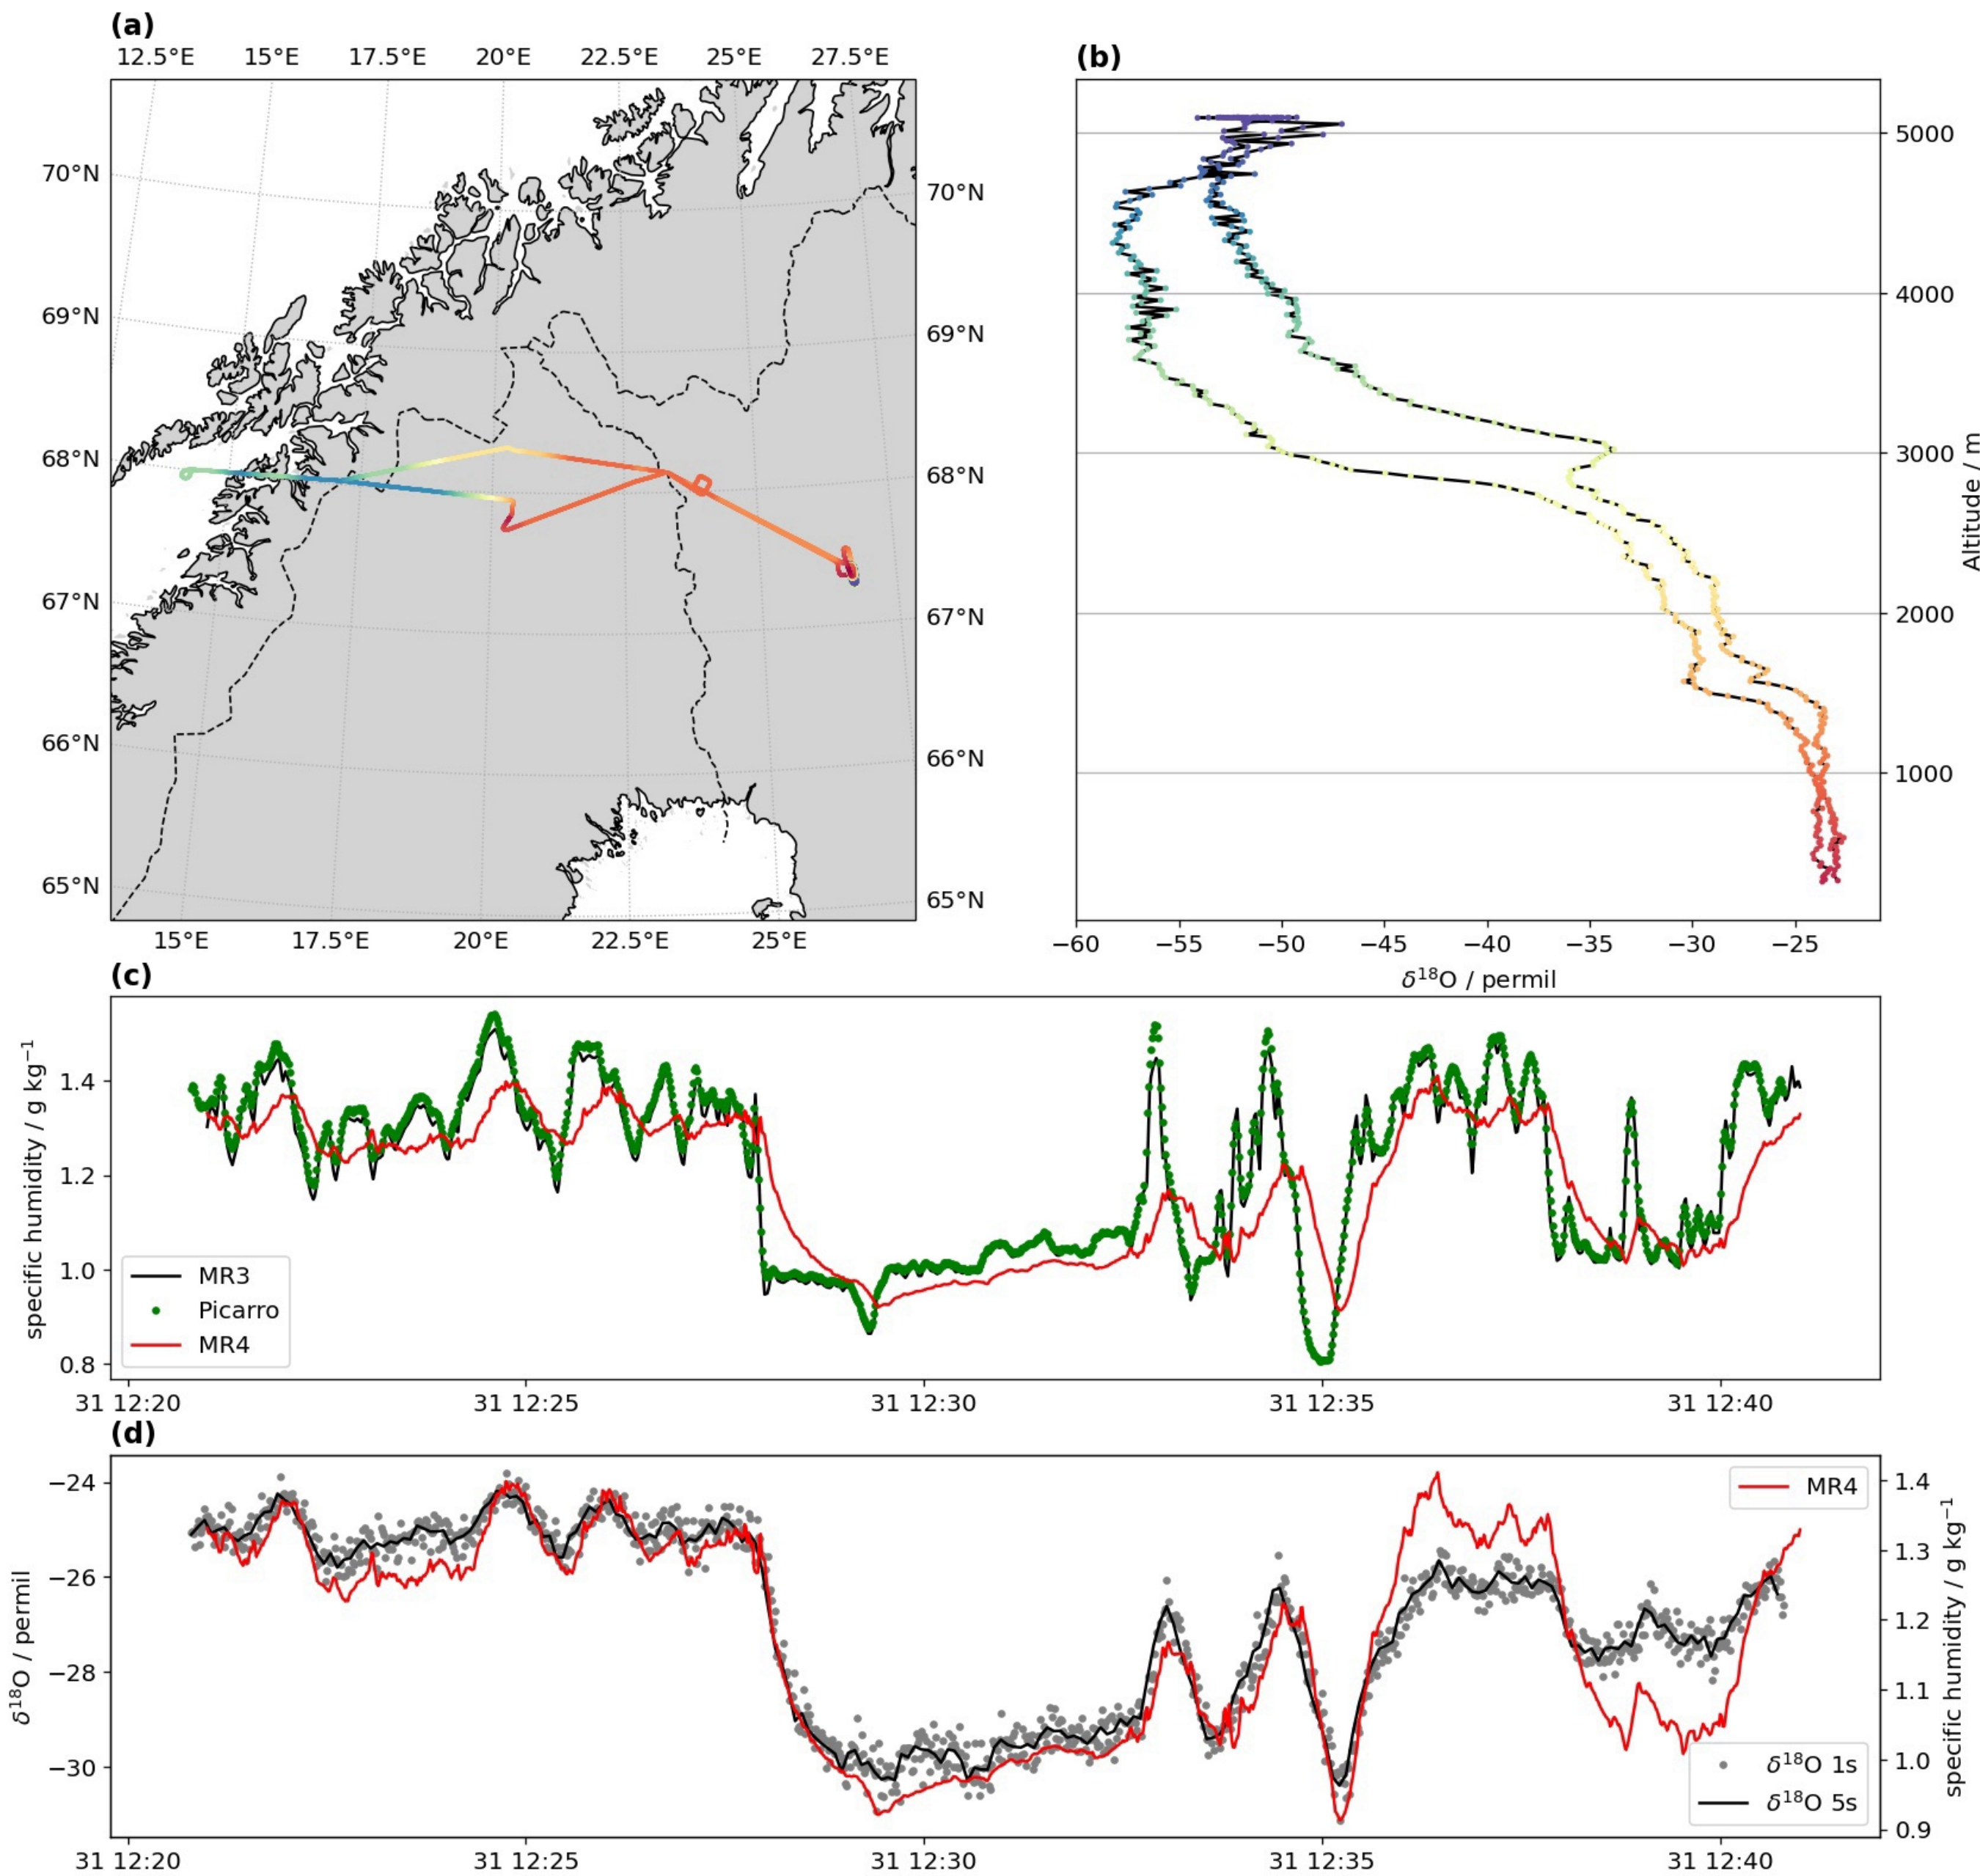 (a)
12.5°E 15°E 17.5°E 20°E 22.5°E 25°E 27.5°E
70°N
69°N
68°N
67°N
66°N
65°N
70°N
69°N
68°N
67°N
66°N
65°N
15°E 17.5°E 20°E 22.5°E 25°E
(b)
5000
4000
3000
2000
1000
Altitude / m
−60 −55 −50 −45 −40 −35 −30 −25
δ¹⁸O / permil
(c)
specific humidity / g kg⁻¹
1.4
1.2
1.0
0.8
MR3
Picarro
MR4
31 12:20 31 12:25 31 12:30 31 12:35 31 12:40
(d)
δ¹⁸O / permil
−24
−26
−28
−30
MR4
1.4
1.3
1.2
1.1
1.0
0.9
specific humidity / g kg⁻¹
δ¹⁸O 1s
δ¹⁸O 5s
31 12:20 31 12:25 31 12:30 31 12:35 31 12:40